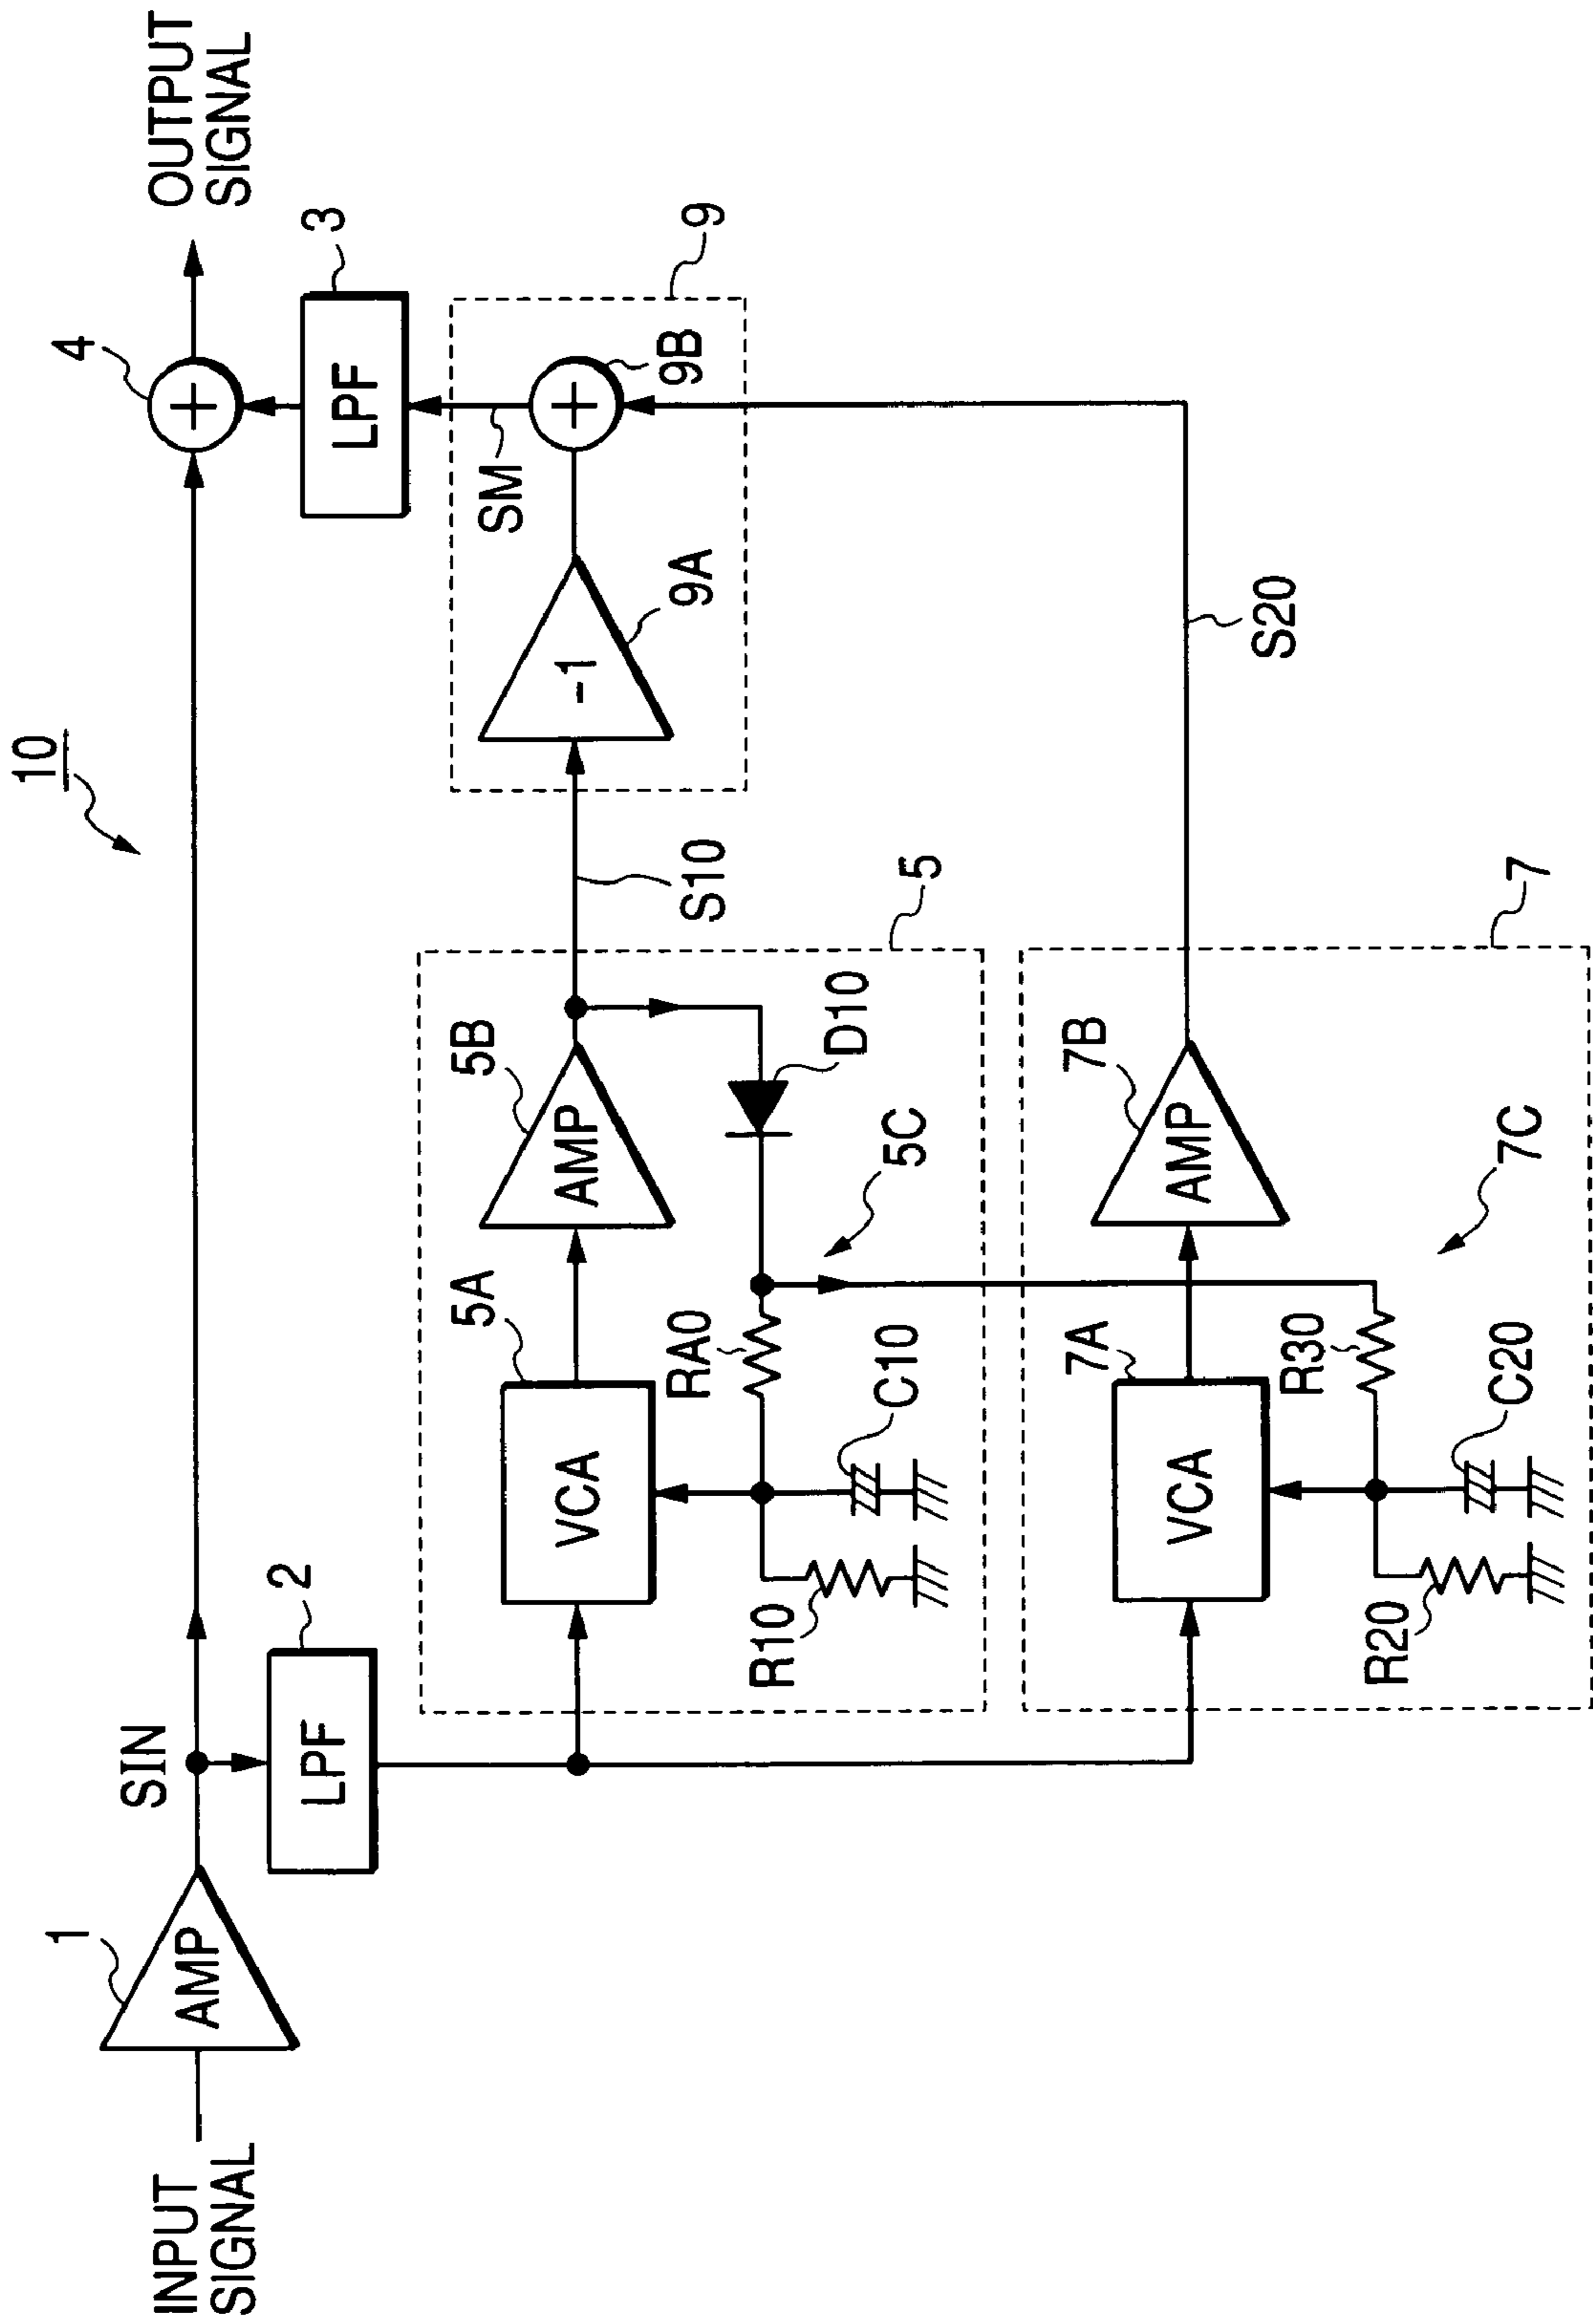 10
INPUT
SIGNAL
1
AMP
SIN
2
LPF
4
+
OUTPUT
SIGNAL
3
LPF
SM
9
-1
9A
+
9B
5A
VCA
5B
AMP
S10
5
D10
5C
RA0
C10
R10
7A
VCA
7B
AMP
S20
7
7C
R30
C20
R20